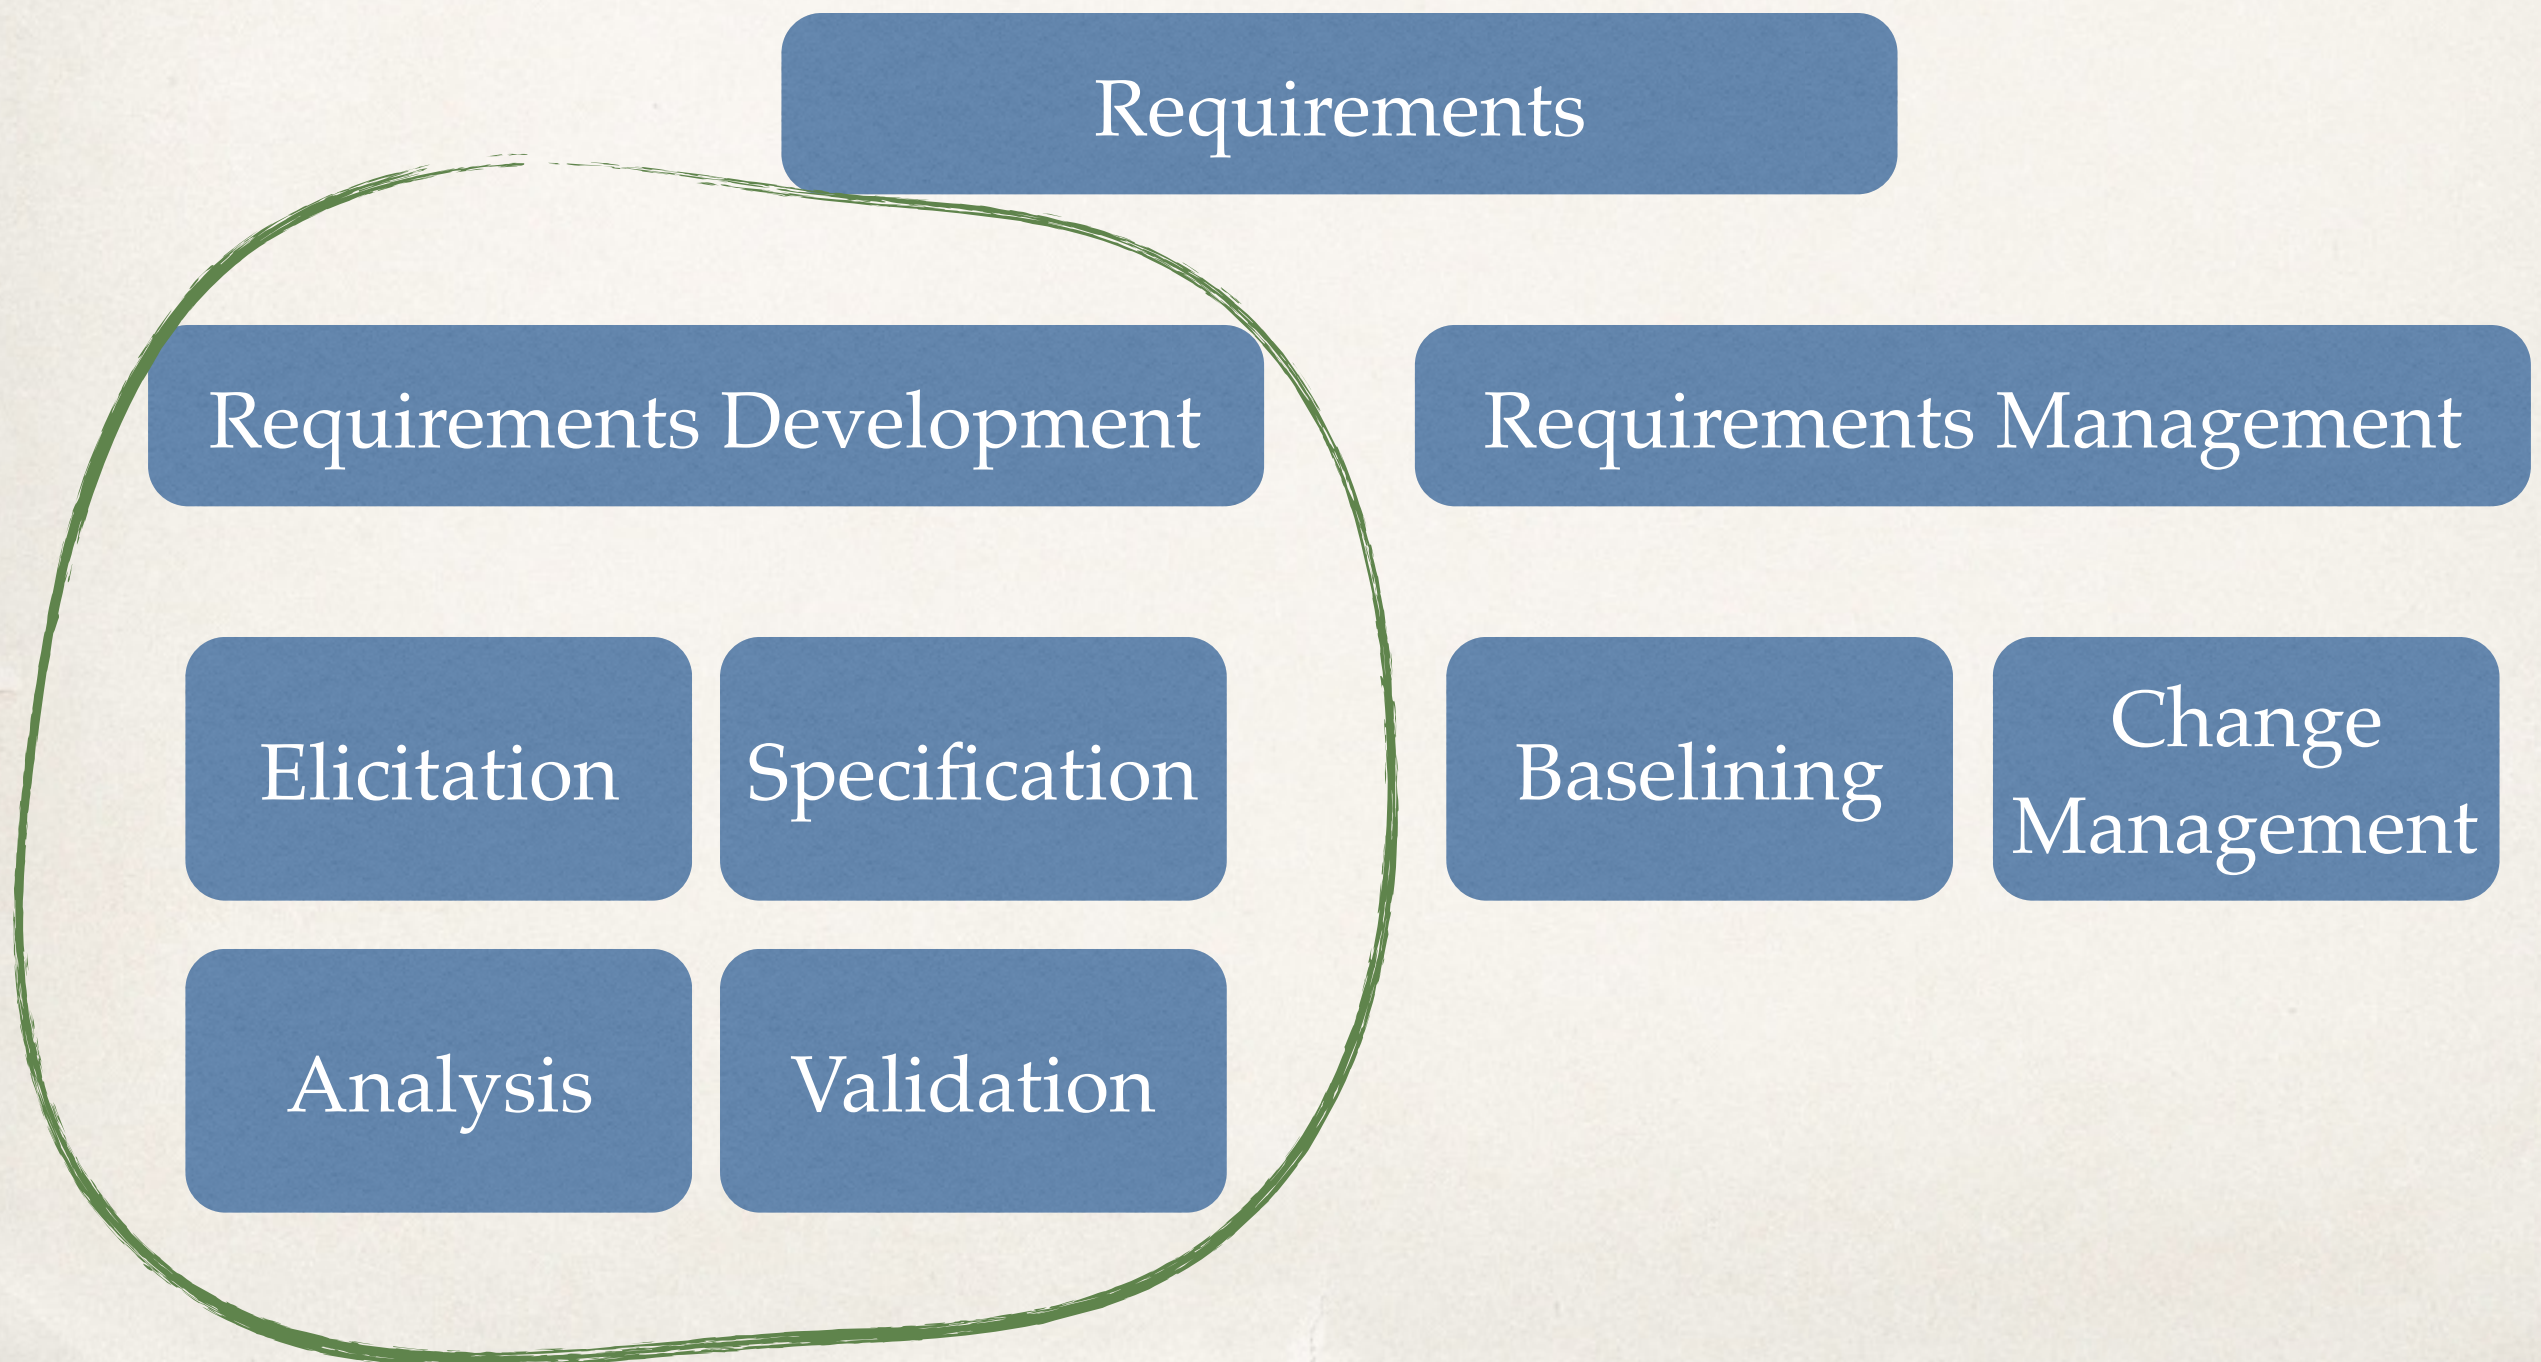 Requirements
Requirements Development
Requirements Management
Elicitation
Specification
Baselining
Change
Management
Analysis
Validation